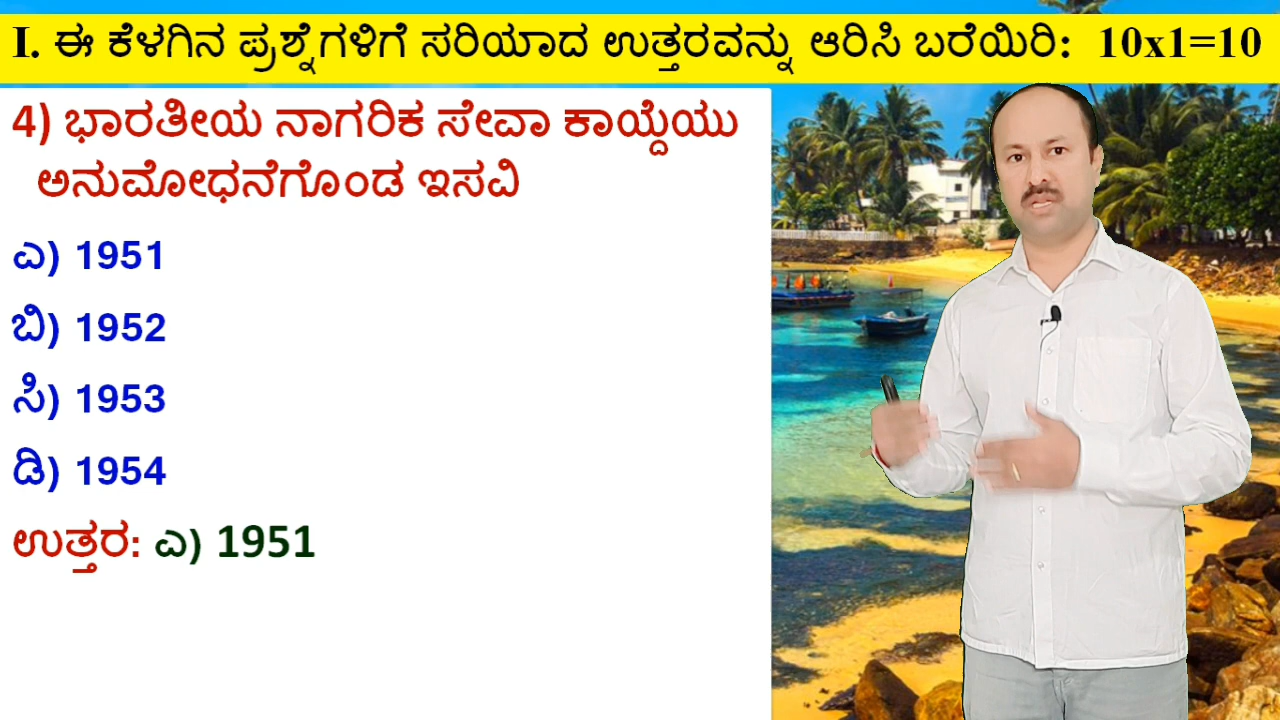 I. ಈ ಕೆಳಗಿನ ಪ್ರಶ್ನೆಗಳಿಗೆ ಸರಿಯಾದ ಉತ್ತರವನ್ನು ಆರಿಸಿ ಬರೆಯಿರಿ: 10x1=10
4) ಭಾರತೀಯ ನಾಗರಿಕ ಸೇವಾ ಕಾಯ್ದೆಯು
ಅನುಮೋಧನೆಗೊಂಡ ಇಸವಿ
ಎ) 1951
ಬಿ) 1952
ಸಿ) 1953
ಡಿ) 1954
ಉತ್ತರ: ಎ) 1951